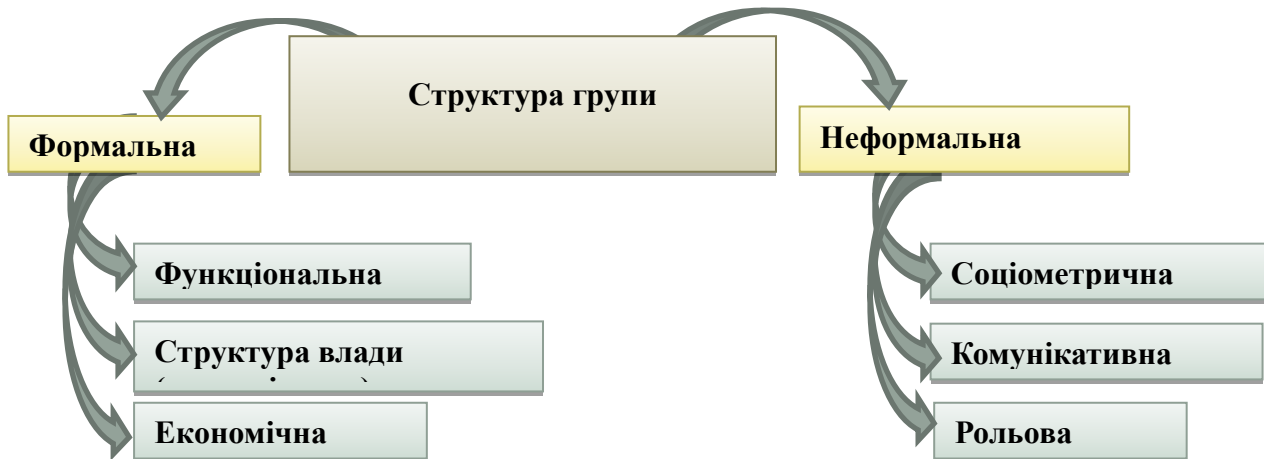 Структура групи
Формальна
Неформальна
Функціональна
Структура влади
Економічна
Соціометрична
Комунікативна
Рольова